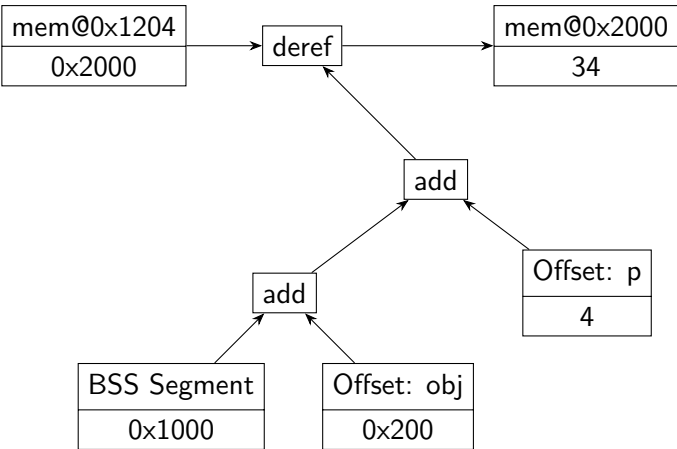 mem@0x1204
0x2000
deref
mem@0x2000
34
add
Offset: p
4
add
BSS Segment
0x1000
Offset: obj
0x200